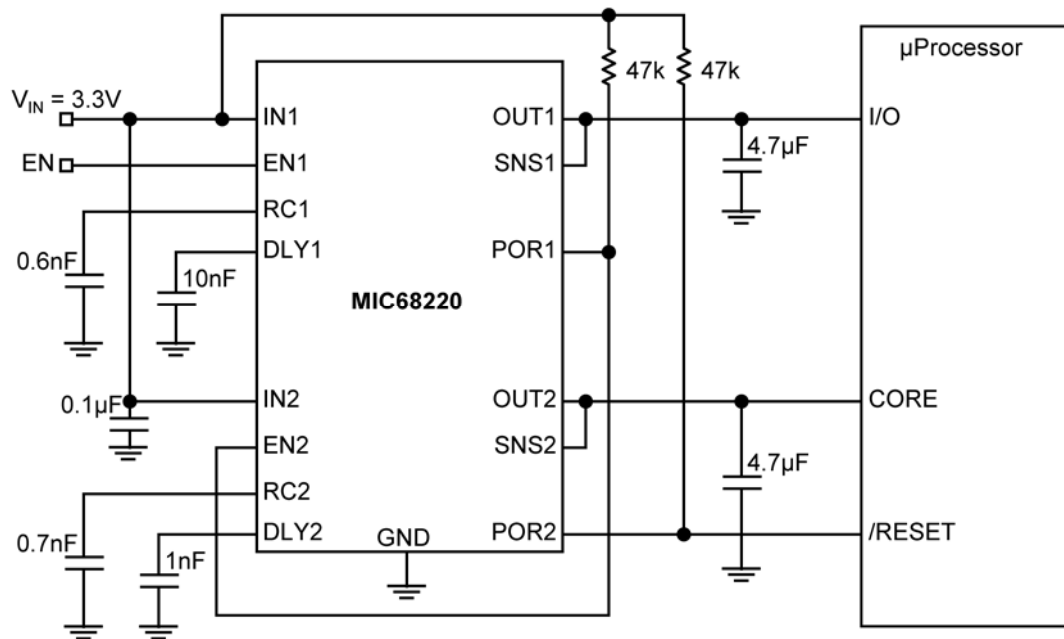 µProcessor
47k
47k
V_IN = 3.3V
IN1
OUT1
I/O
4.7µF
EN
EN1
SNS1
RC1
0.6nF
DLY1
10nF
POR1
MIC68220
0.1µF
IN2
OUT2
CORE
EN2
SNS2
4.7µF
RC2
0.7nF
DLY2
1nF
GND
POR2
/RESET